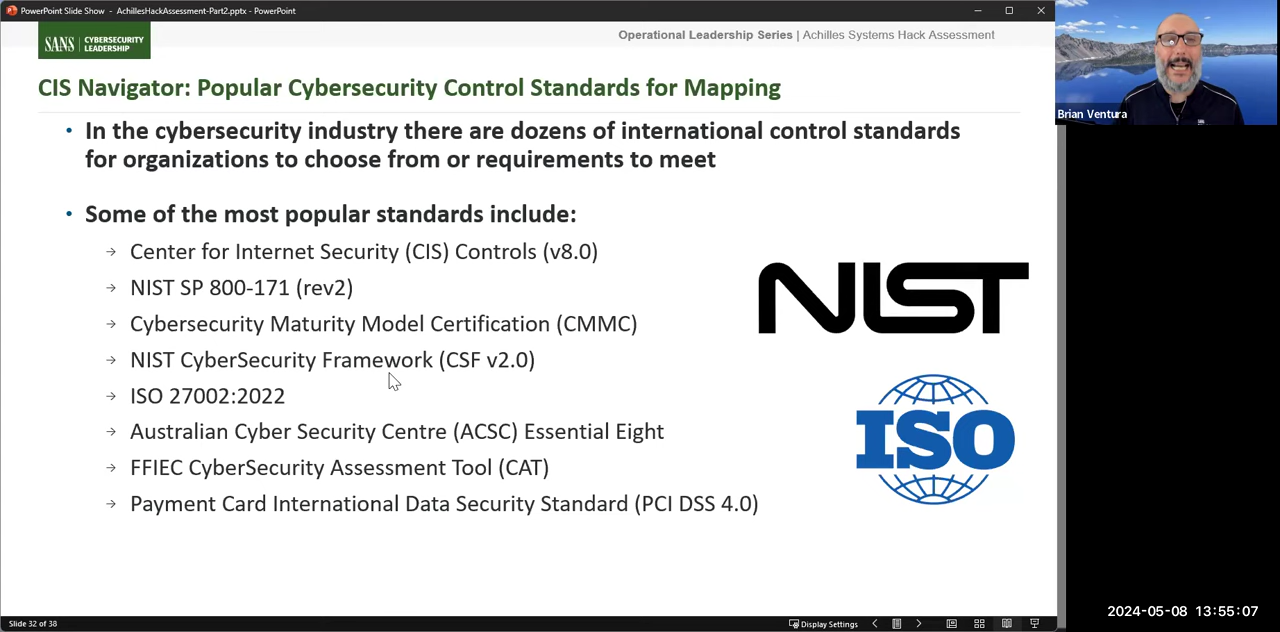 PowerPoint Slide Show - AchillesHackAssessment-Part2.pptx - PowerPoint
SANS | CYBERSECURITY
LEADERSHIP
Operational Leadership Series | Achilles Systems Hack Assessment
CIS Navigator: Popular Cybersecurity Control Standards for Mapping
• In the cybersecurity industry there are dozens of international control standards
for organizations to choose from or requirements to meet
• Some of the most popular standards include:
→ Center for Internet Security (CIS) Controls (v8.0)
→ NIST SP 800-171 (rev2)
→ Cybersecurity Maturity Model Certification (CMMC)
→ NIST CyberSecurity Framework (CSF v2.0)
→ ISO 27002:2022
→ Australian Cyber Security Centre (ACSC) Essential Eight
→ FFIEC CyberSecurity Assessment Tool (CAT)
→ Payment Card International Data Security Standard (PCI DSS 4.0)
NIST
ISO
Brian Ventura
2024-05-08 13:55:07
Slide 32 of 38
Display Settings